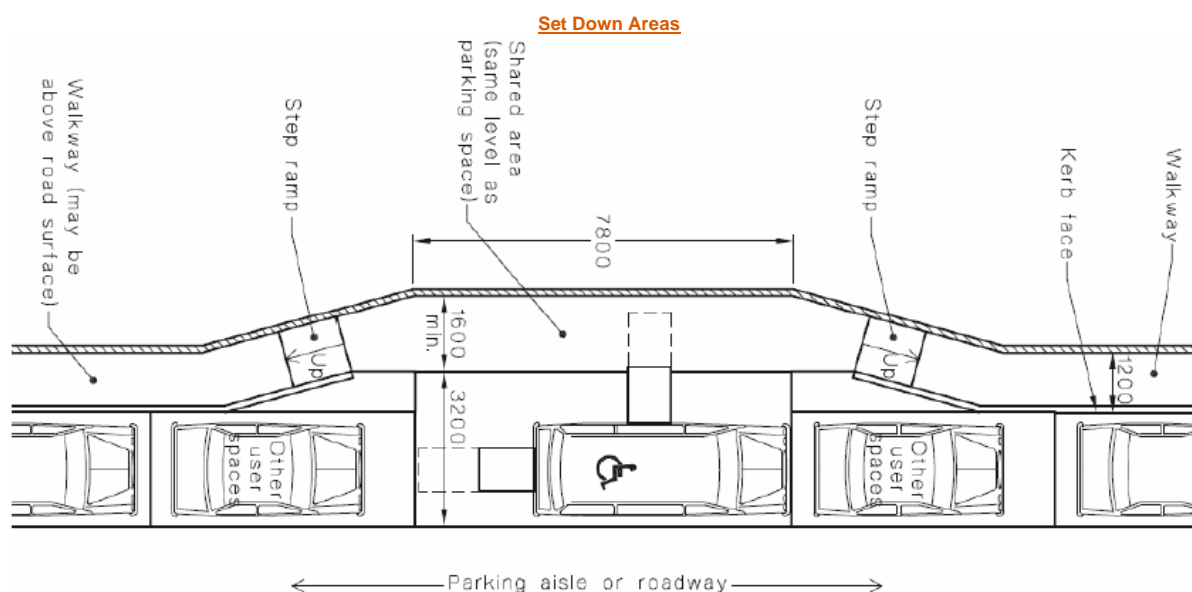 Set Down Areas
Walkway (may be
above road surface)
Step ramp
Shared area
(same level as
parking space)
7800
Step ramp
Kerb face
Walkway
1600
min.
Up
Up
1200
3200
Other
user
spaces
Other
user
spaces
Parking aisle or roadway